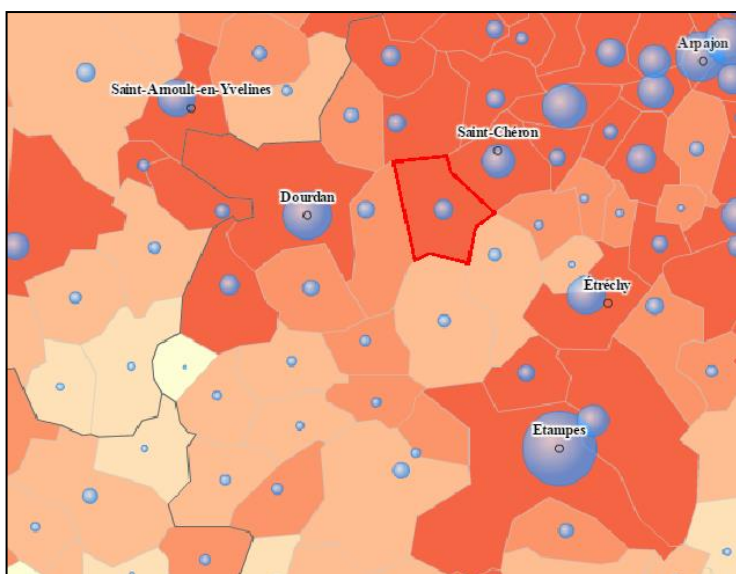 Arpajon
Saint-Arnoult-en-Yvelines
Saint-Chéron
Dourdan
Étréchy
Etampes